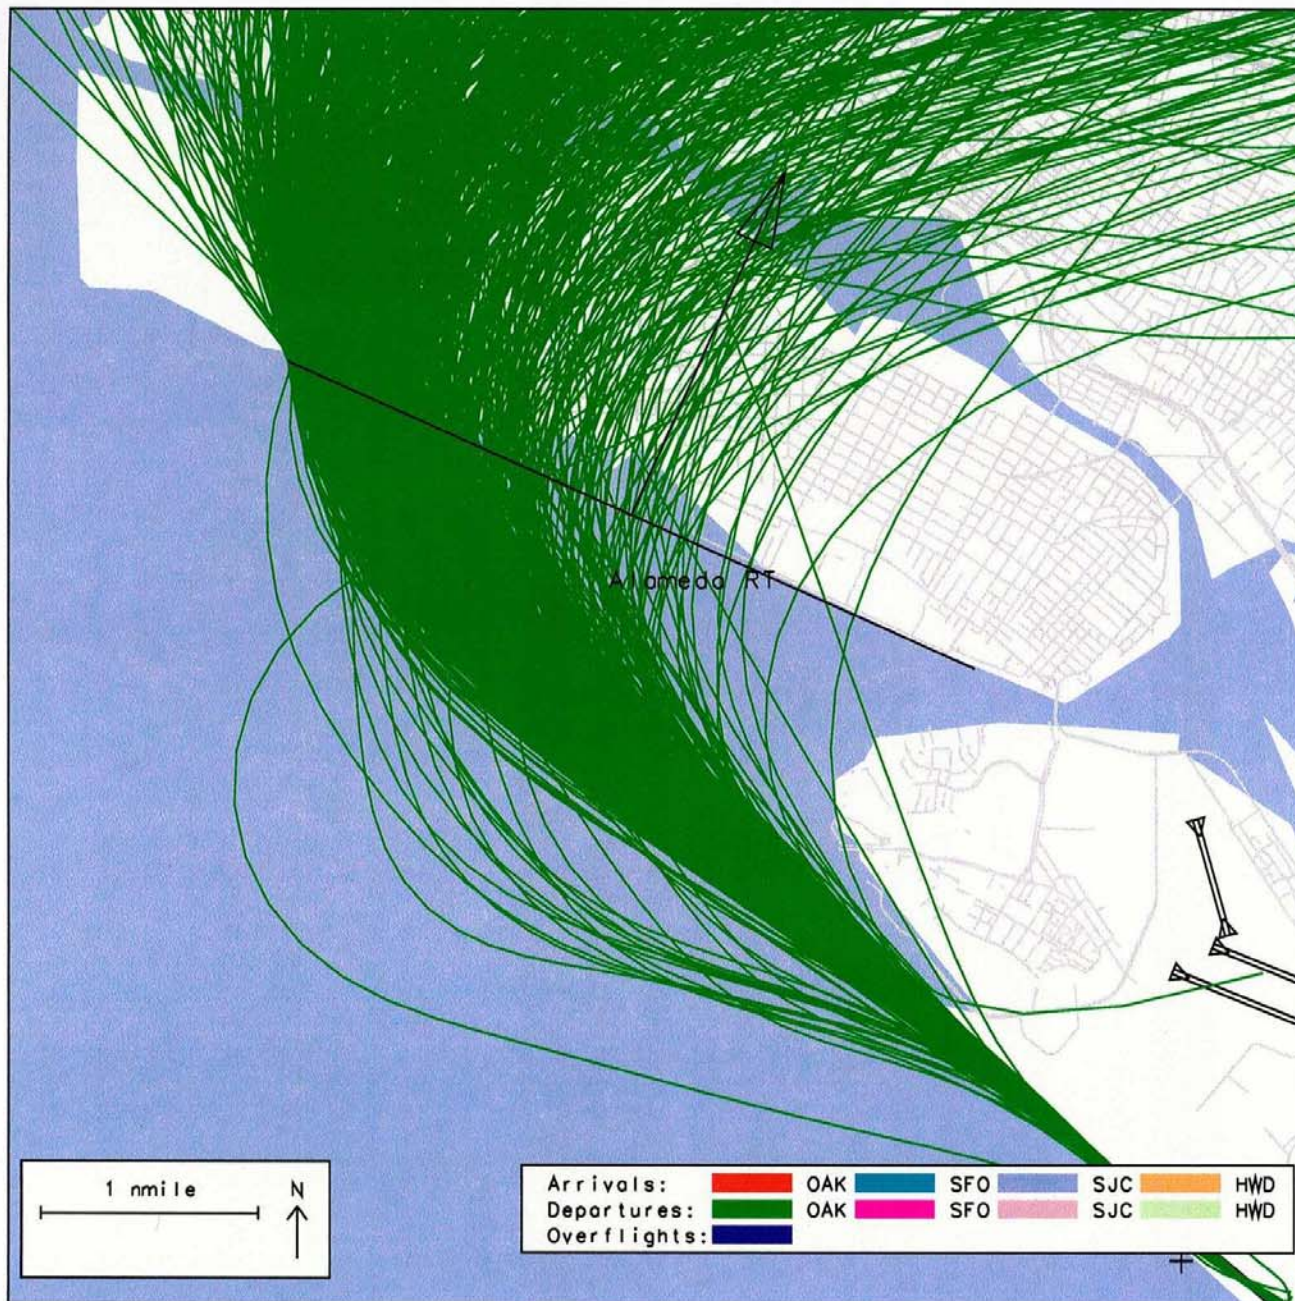 Alameda RT
1 nmile N
Arrivals: OAK SFO SJC HWD
Departures: OAK SFO SJC HWD
Overflights: